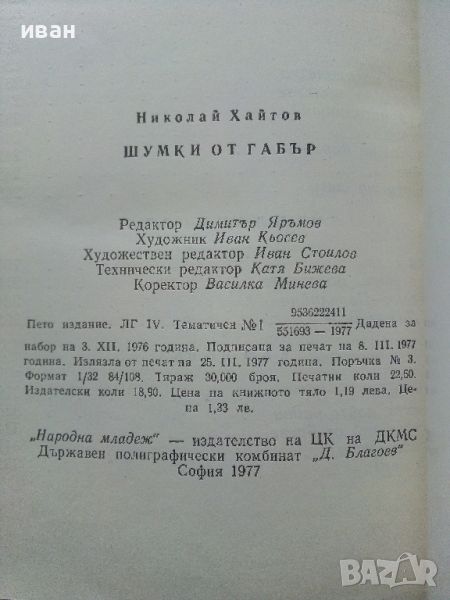 иван
Николай Хайтов
ШУМКИ ОТ ГАБЪР
Редактор Димитър Яръмов
Художник Иван Кьосев
Художествен редактор Иван Стоилов
Технически редактор Катя Бижева
Коректор Василка Минева
9536222411
Пето издание. ЛГ IV. Тематичен №1 Дадена за
551693—1977
набор на 3. XII. 1976 година. Подписана за печат на 8. III. 1977
година. Излязла от печат на 25. III. 1977 година. Поръчка № 3.
Формат 1/32 84/108. Тираж 30,000 броя. Печатни коли 22,60.
Издателски коли 18,90. Цена на книжното тяло 1,19 лева. Це-
на 1,33 лв.
„Народна младеж" — издателство на ЦК на ДКМС
Държавен полиграфически комбинат „Д. Благоев"
София 1977
BAZAR